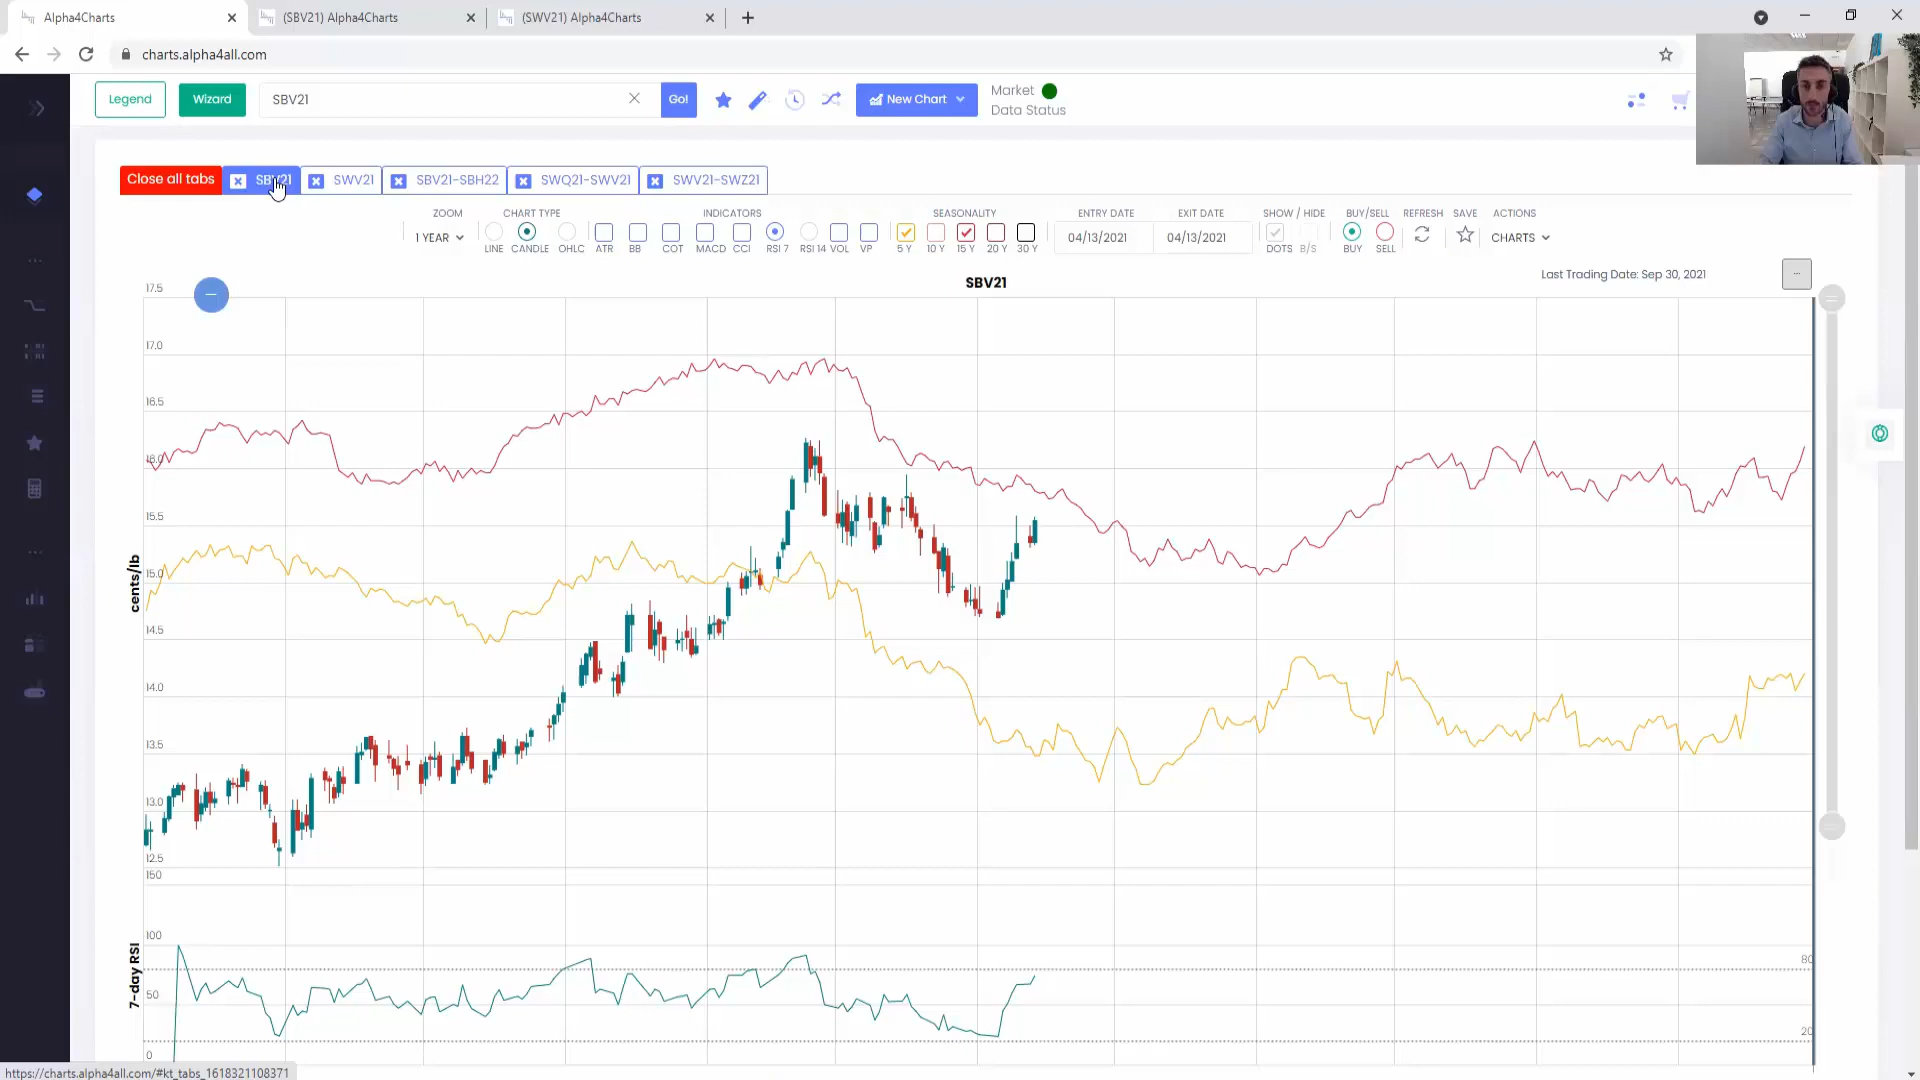 Alpha4Charts
(SBV21) Alpha4Charts
(SWV21) Alpha4Charts
charts.alpha4all.com
Legend
Wizard
SBV21
Go!
New Chart
Market
Data Status
Close all tabs
SBV21
SWV21
SBV21-SBH22
SWQ21-SWV21
SWV21-SWZ21
ZOOM
CHART TYPE
INDICATORS
SEASONALITY
ENTRY DATE
EXIT DATE
SHOW / HIDE
BUY/SELL
REFRESH
SAVE
ACTIONS
1 YEAR
LINE
CANDLE
OHLC
ATR
BB
COT
MACD
CCI
RSI 7
RSI 14
VOL
VP
5 Y
10 Y
15 Y
20 Y
30 Y
04/13/2021
04/13/2021
DOTS
B/S
BUY
SELL
CHARTS
SBV21
Last Trading Date: Sep 30, 2021
...
17.5
17.0
16.5
16.0
15.5
15.0
14.5
14.0
13.5
13.0
12.5
cents/lb
150
100
50
0
7-day RSI
80
20
https://charts.alpha4all.com/#kt_tabs_1618321108371